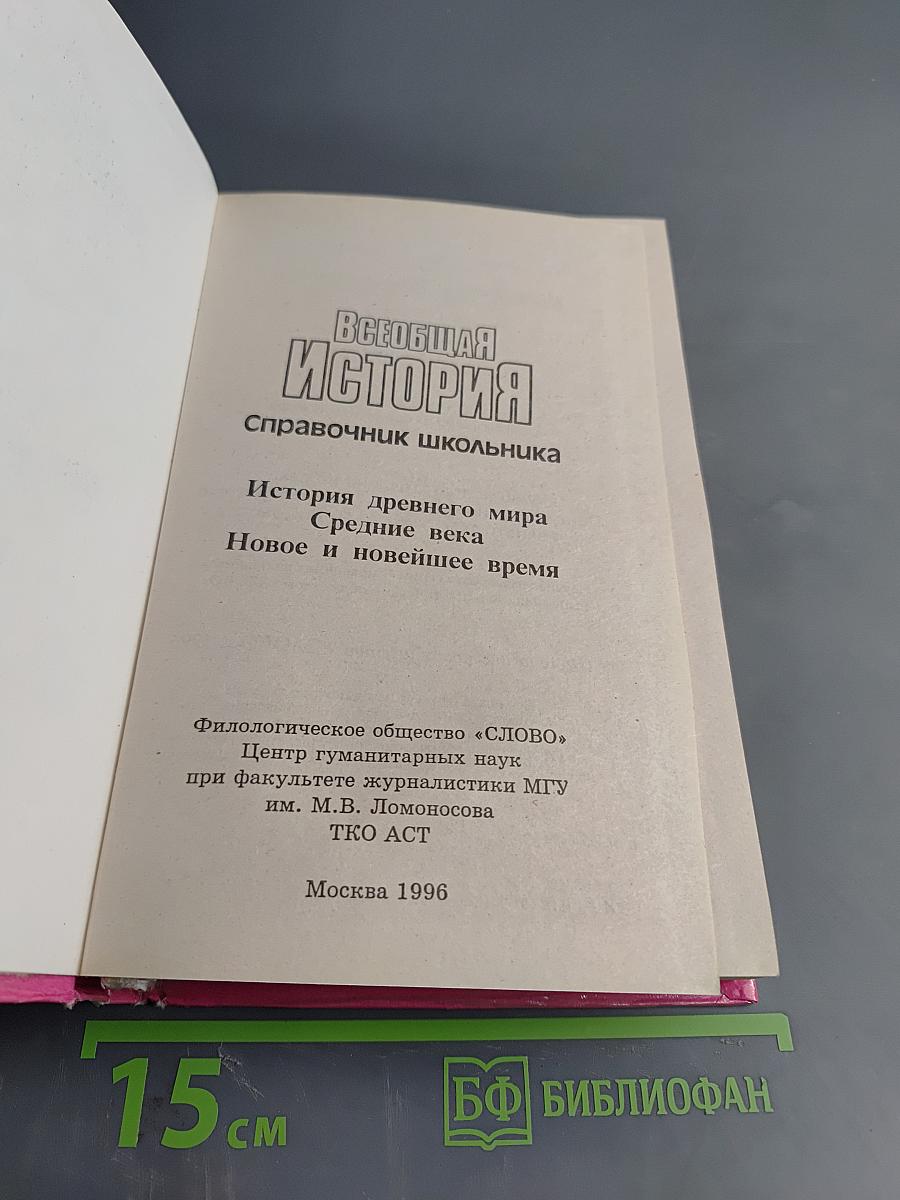 ВСЕОБЩАЯ
ИСТОРИЯ
справочник школьника
История древнего мира
Средние века
Новое и новейшее время
Филологическое общество «СЛОВО»
Центр гуманитарных наук
при факультете журналистики МГУ
им. М.В. Ломоносова
ТКО АСТ
Москва 1996
15 см
БФ БИБЛИОФАН